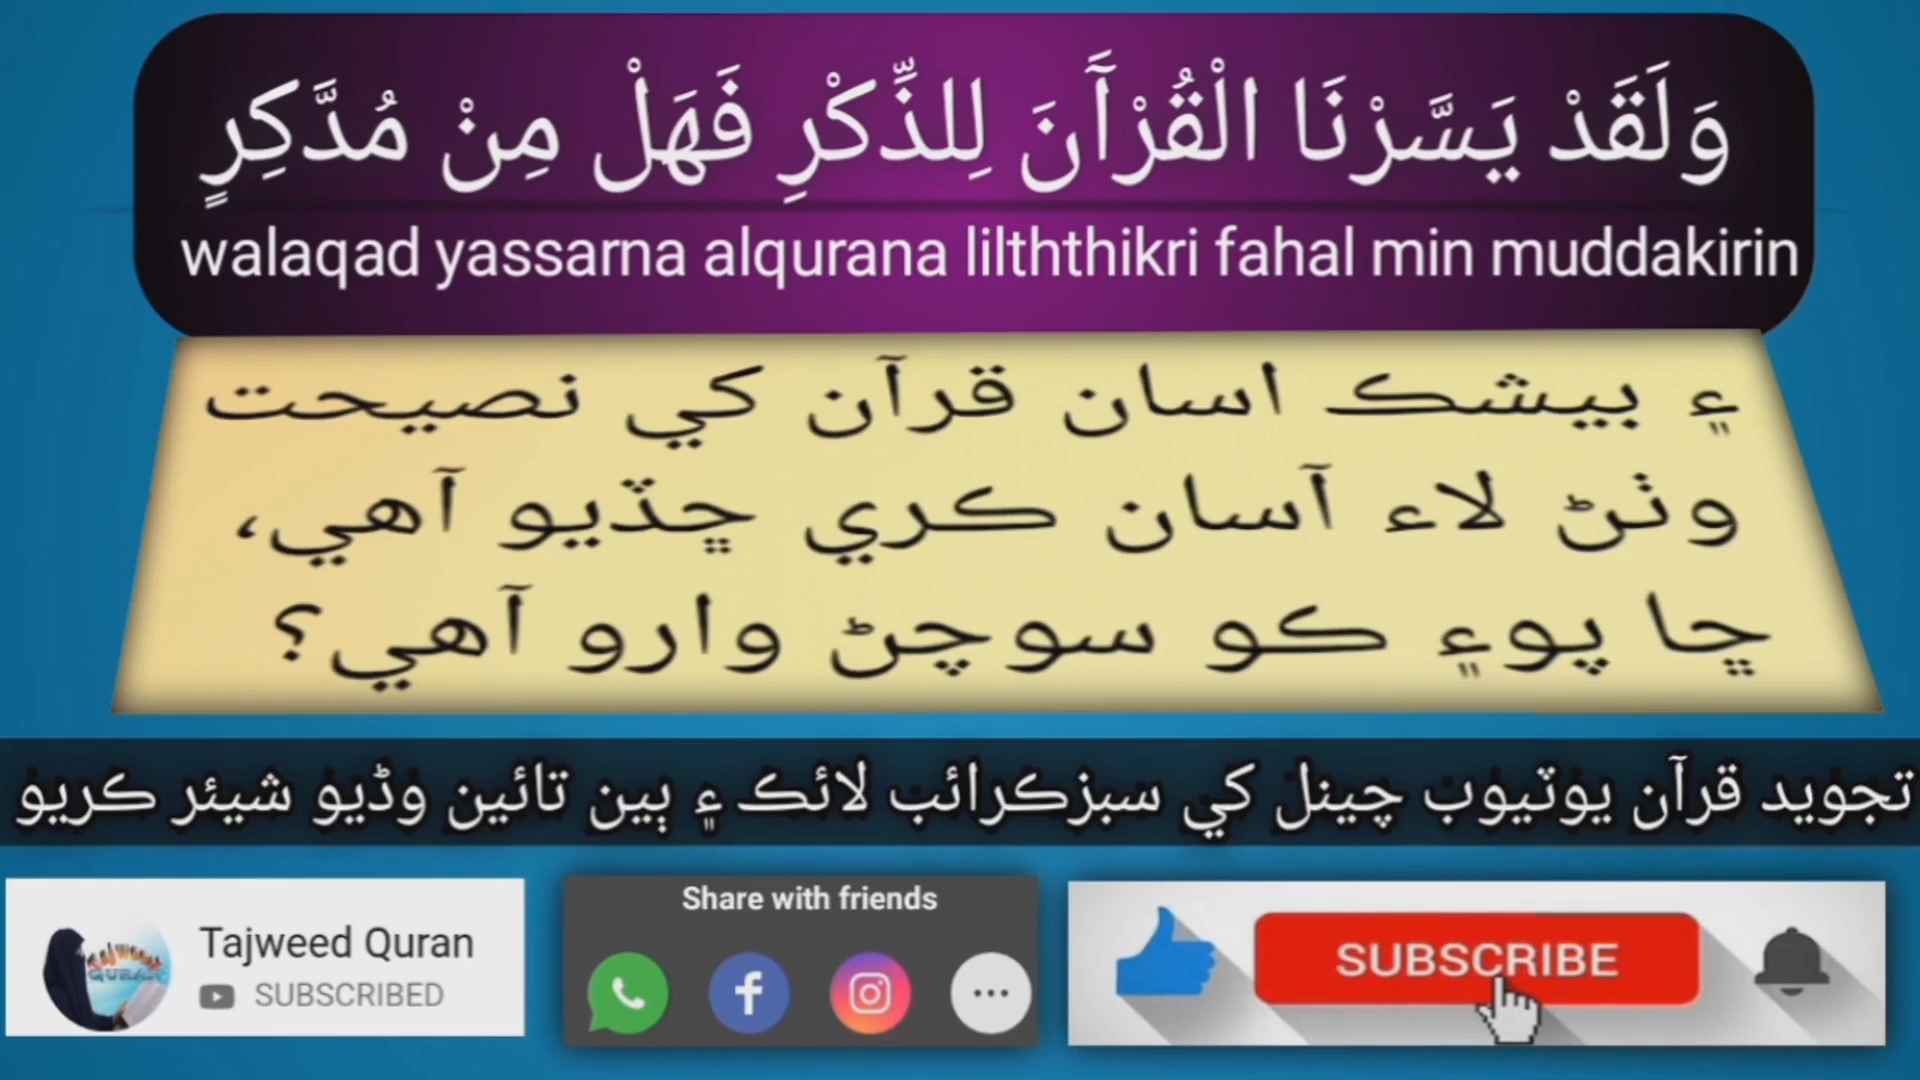 وَلَقَدْ يَسَّرْنَا الْقُرْآَنَ لِلذِّكْرِ فَهَلْ مِنْ مُدَّكِرٍ
walaqad yassarna alqurana lilththikri fahal min muddakirin
۽ بيشڪ اسان قرآن کي نصيحت
وٺڻ لاء آسان ڪري ڇڏيو آهي،
ڇا پوءِ ڪو سوچڻ وارو آهي؟
تجويد قرآن يوٽيوب چينل کي سبزڪرائب لائڪ ۽ ٻين تائين وڊيو شيئر ڪريو
Tajweed Quran
SUBSCRIBED
Share with friends
SUBSCRIBE
Tajweed
QURAN